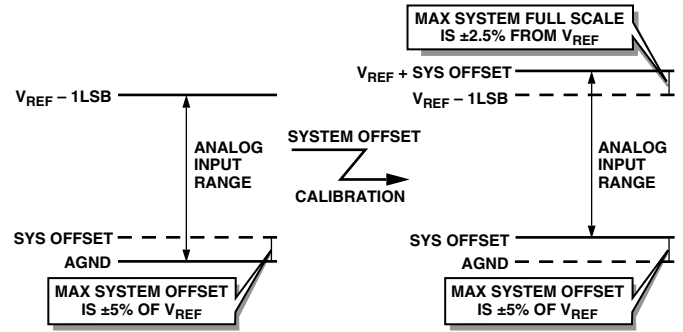 MAX SYSTEM FULL SCALE
IS ±2.5% FROM VREF
VREF + SYS OFFSET
VREF – 1LSB
VREF – 1LSB
SYSTEM OFFSET
CALIBRATION
ANALOG
INPUT
RANGE
ANALOG
INPUT
RANGE
SYS OFFSET
AGND
SYS OFFSET
AGND
MAX SYSTEM OFFSET
IS ±5% OF VREF
MAX SYSTEM OFFSET
IS ±5% OF VREF